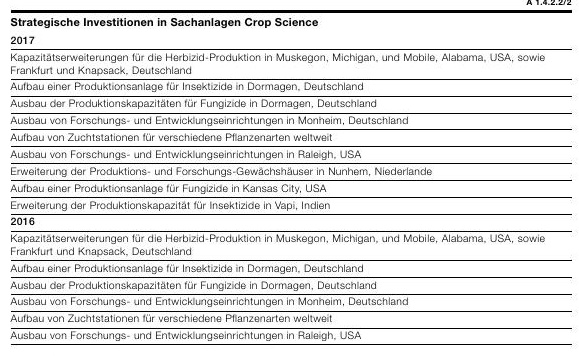 A 1.4.2.2/2
Strategische Investitionen in Sachanlagen Crop Science
2017
Kapazitätserweiterungen für die Herbizid-Produktion in Muskegon, Michigan, und Mobile, Alabama, USA, sowie
Frankfurt und Knapsack, Deutschland
Aufbau einer Produktionsanlage für Insektizide in Dormagen, Deutschland
Ausbau der Produktionskapazitäten für Fungizide in Dormagen, Deutschland
Ausbau von Forschungs- und Entwicklungseinrichtungen in Monheim, Deutschland
Aufbau von Zuchtstationen für verschiedene Pflanzenarten weltweit
Ausbau von Forschungs- und Entwicklungseinrichtungen in Raleigh, USA
Erweiterung der Produktions- und Forschungs-Gewächshäuser in Nunhem, Niederlande
Aufbau einer Produktionsanlage für Fungizide in Kansas City, USA
Erweiterung der Produktionskapazität für Insektizide in Vapi, Indien
2016
Kapazitätserweiterungen für die Herbizid-Produktion in Muskegon, Michigan, und Mobile, Alabama, USA, sowie
Frankfurt und Knapsack, Deutschland
Aufbau einer Produktionsanlage für Insektizide in Dormagen, Deutschland
Ausbau der Produktionskapazitäten für Fungizide in Dormagen, Deutschland
Ausbau von Forschungs- und Entwicklungseinrichtungen in Monheim, Deutschland
Aufbau von Zuchtstationen für verschiedene Pflanzenarten weltweit
Ausbau von Forschungs- und Entwicklungseinrichtungen in Raleigh, USA